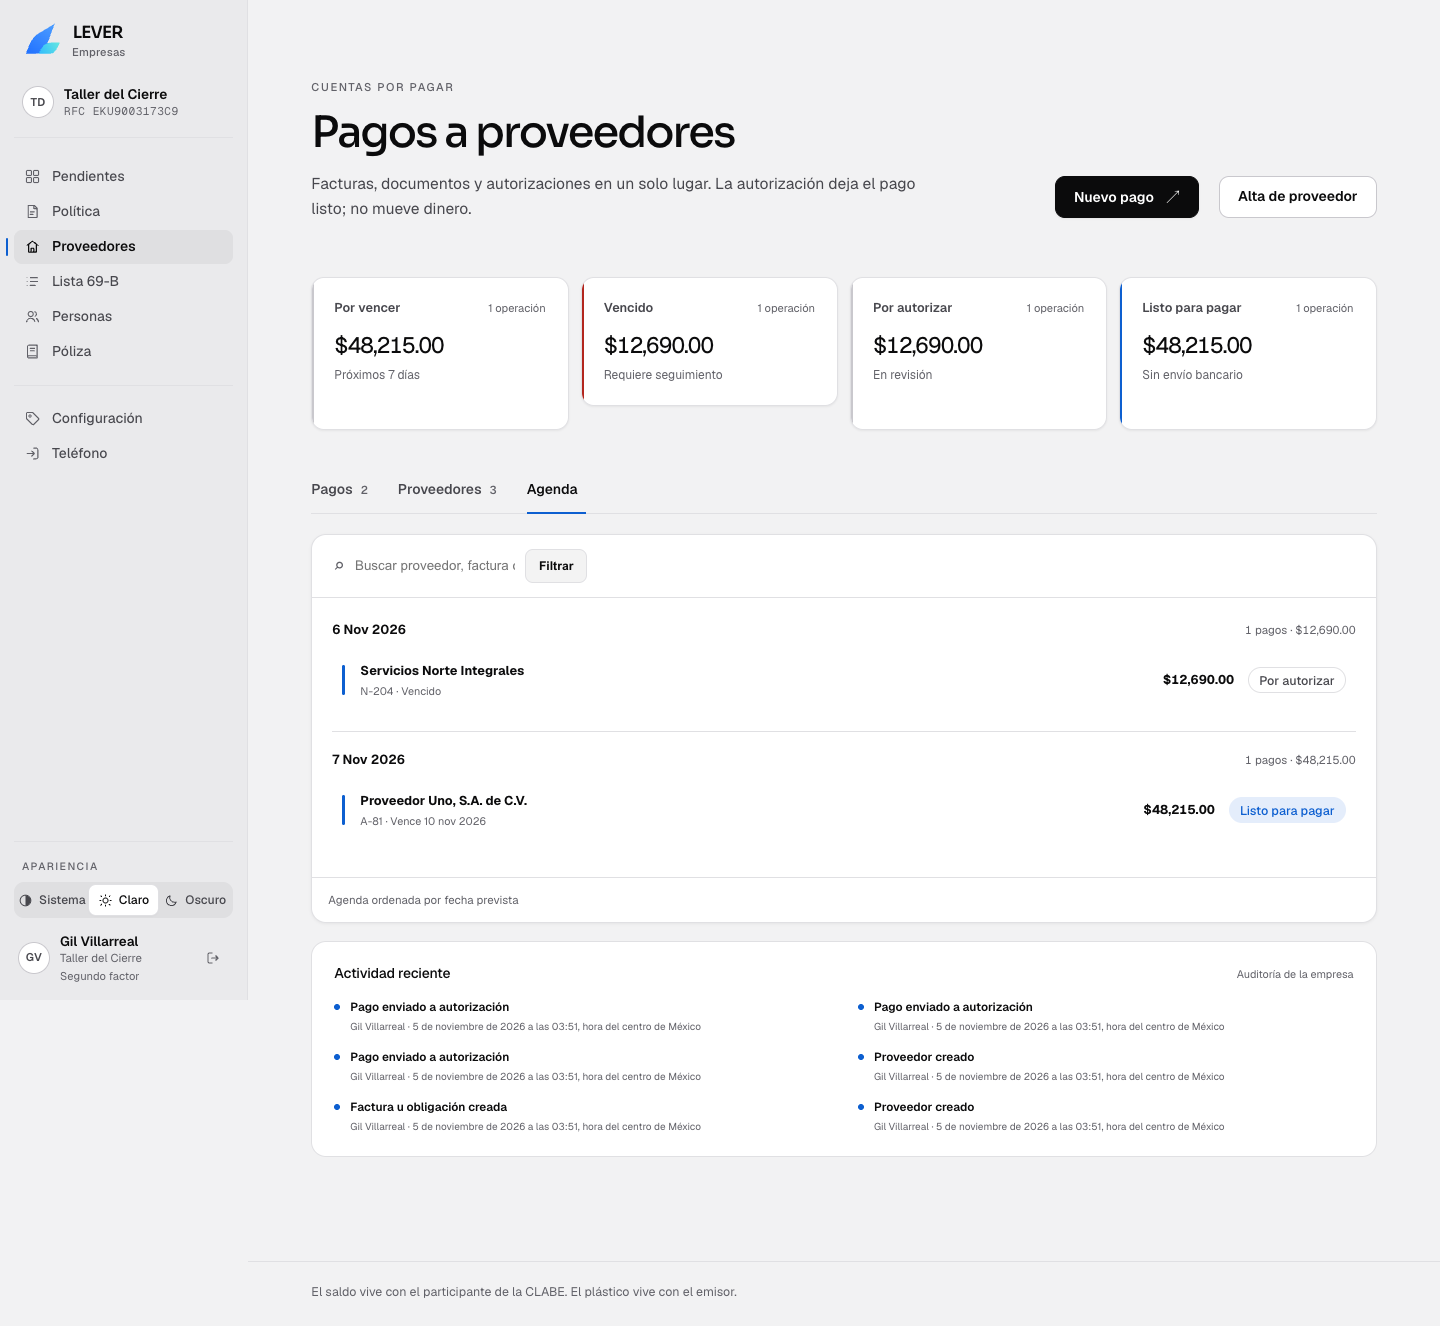 LEVER
Empresas
TD
Taller del Cierre
RFC EKU9003173C9
Pendientes
Política
Proveedores
Lista 69-B
Personas
Póliza
Configuración
Teléfono
APARIENCIA
Sistema
Claro
Oscuro
GV
Gil Villarreal
Taller del Cierre
Segundo factor
CUENTAS POR PAGAR
Pagos a proveedores
Facturas, documentos y autorizaciones en un solo lugar. La autorización deja el pago
listo; no mueve dinero.
Nuevo pago
Alta de proveedor
Por vencer 1 operación
$48,215.00
Próximos 7 días
Vencido 1 operación
$12,690.00
Requiere seguimiento
Por autorizar 1 operación
$12,690.00
En revisión
Listo para pagar 1 operación
$48,215.00
Sin envío bancario
Pagos 2 Proveedores 3 Agenda
Buscar proveedor, factura Filtrar
6 Nov 2026 1 pagos · $12,690.00
Servicios Norte Integrales
N-204 · Vencido
$12,690.00 Por autorizar
7 Nov 2026 1 pagos · $48,215.00
Proveedor Uno, S.A. de C.V.
A-81 · Vence 10 nov 2026
$48,215.00 Listo para pagar
Agenda ordenada por fecha prevista
Actividad reciente Auditoría de la empresa
Pago enviado a autorización
Gil Villarreal · 5 de noviembre de 2026 a las 03:51, hora del centro de México
Pago enviado a autorización
Gil Villarreal · 5 de noviembre de 2026 a las 03:51, hora del centro de México
Pago enviado a autorización
Gil Villarreal · 5 de noviembre de 2026 a las 03:51, hora del centro de México
Proveedor creado
Gil Villarreal · 5 de noviembre de 2026 a las 03:51, hora del centro de México
Factura u obligación creada
Gil Villarreal · 5 de noviembre de 2026 a las 03:51, hora del centro de México
Proveedor creado
Gil Villarreal · 5 de noviembre de 2026 a las 03:51, hora del centro de México
El saldo vive con el participante de la CLABE. El plástico vive con el emisor.